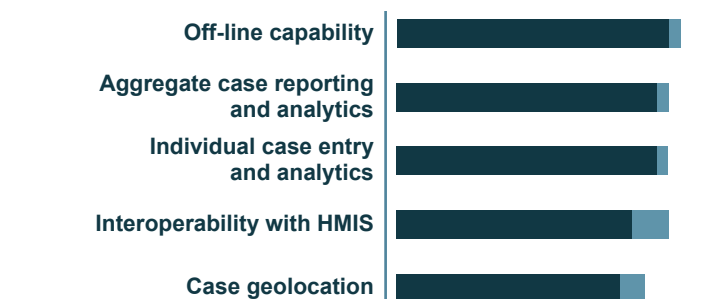 Off-line capability
Aggregate case reporting
and analytics
Individual case entry
and analytics
Interoperability with HMIS
Case geolocation